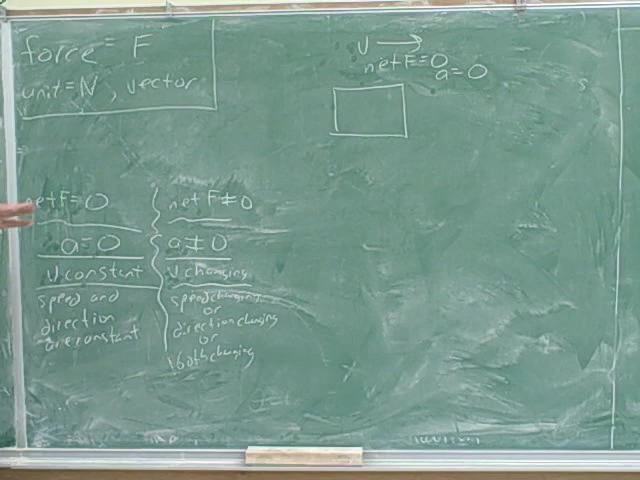 force = F
unit = N, vector
v →
net F = 0
a = 0
net F = 0
a = 0
v constant
speed and
direction
are constant
net F ≠ 0
a ≠ 0
v changing
speed changing
or
direction changing
or
both changing